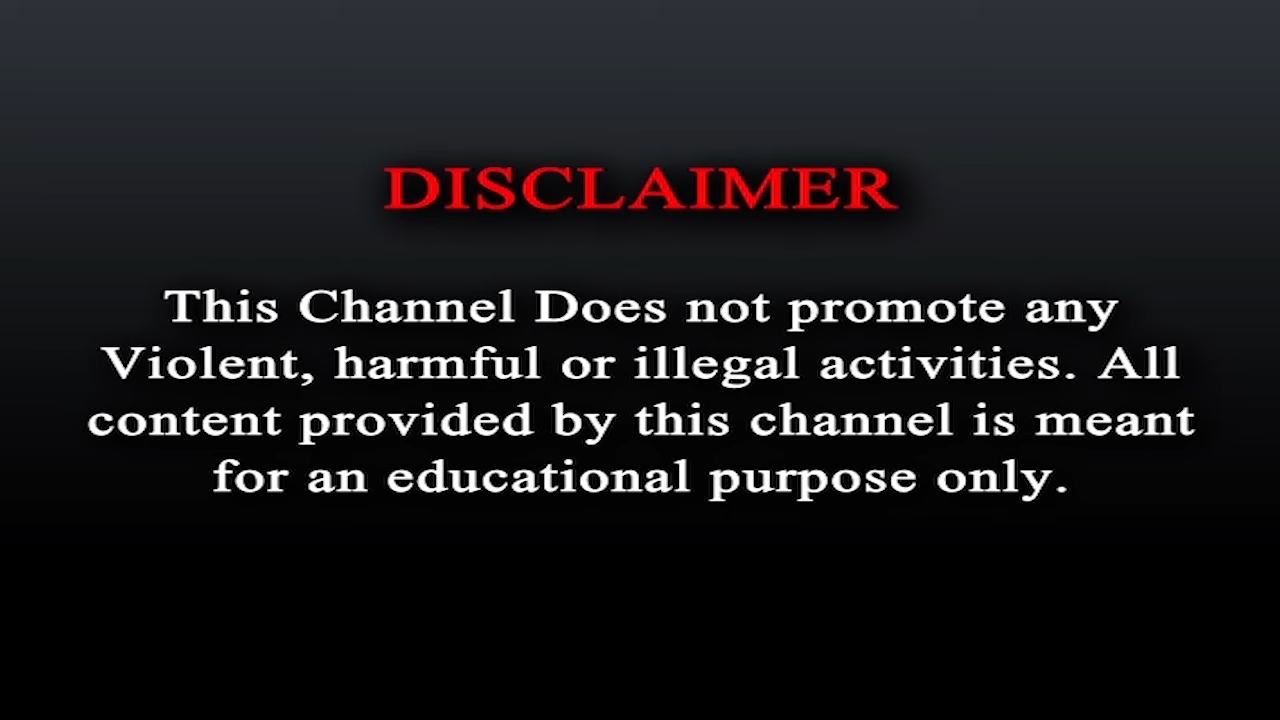 DISCLAIMER
This Channel Does not promote any
Violent, harmful or illegal activities. All
content provided by this channel is meant
for an educational purpose only.